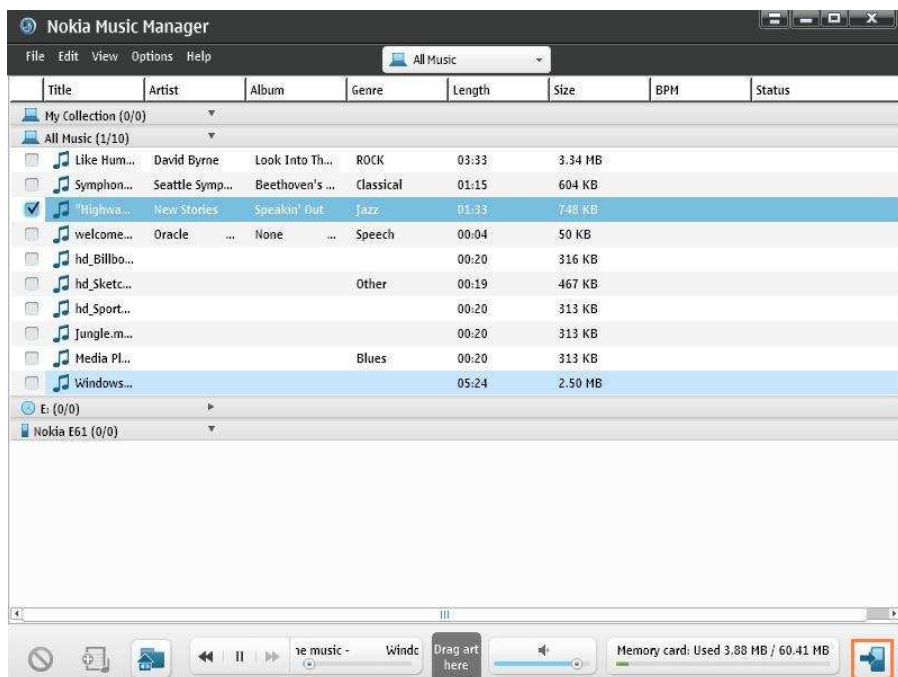 Nokia Music Manager
File Edit View Options Help All Music
Title Artist Album Genre Length Size BPM Status
My Collection (0/0)
All Music (1/10)
Like Hum... David Byrne Look Into Th... ROCK 03:33 3.34 MB
Symphon... Seattle Symp... Beethoven's ... Classical 01:15 604 KB
"Highwa... New Stories Speakin' Out Jazz 01:33 748 KB
welcome... Oracle ... None ... Speech 00:04 50 KB
hd_Billbo... 00:20 316 KB
hd_Sketc... Other 00:19 467 KB
hd_Sport... 00:20 313 KB
Jungle.m... 00:20 313 KB
Media Pl... Blues 00:20 313 KB
Windows... 05:24 2.50 MB
E: (0/0)
Nokia E61 (0/0)
ne music - Windc Drag art Memory card: Used 3.88 MB / 60.41 MB
here